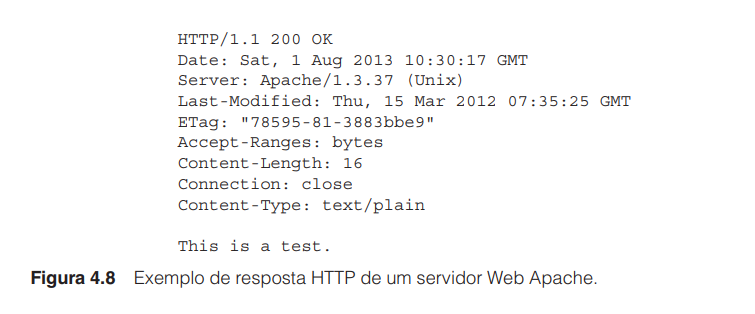 HTTP/1.1 200 OK
Date: Sat, 1 Aug 2013 10:30:17 GMT
Server: Apache/1.3.37 (Unix)
Last-Modified: Thu, 15 Mar 2012 07:35:25 GMT
ETag: "78595-81-3883bbe9"
Accept-Ranges: bytes
Content-Length: 16
Connection: close
Content-Type: text/plain

This is a test.
Figura 4.8 Exemplo de resposta HTTP de um servidor Web Apache.